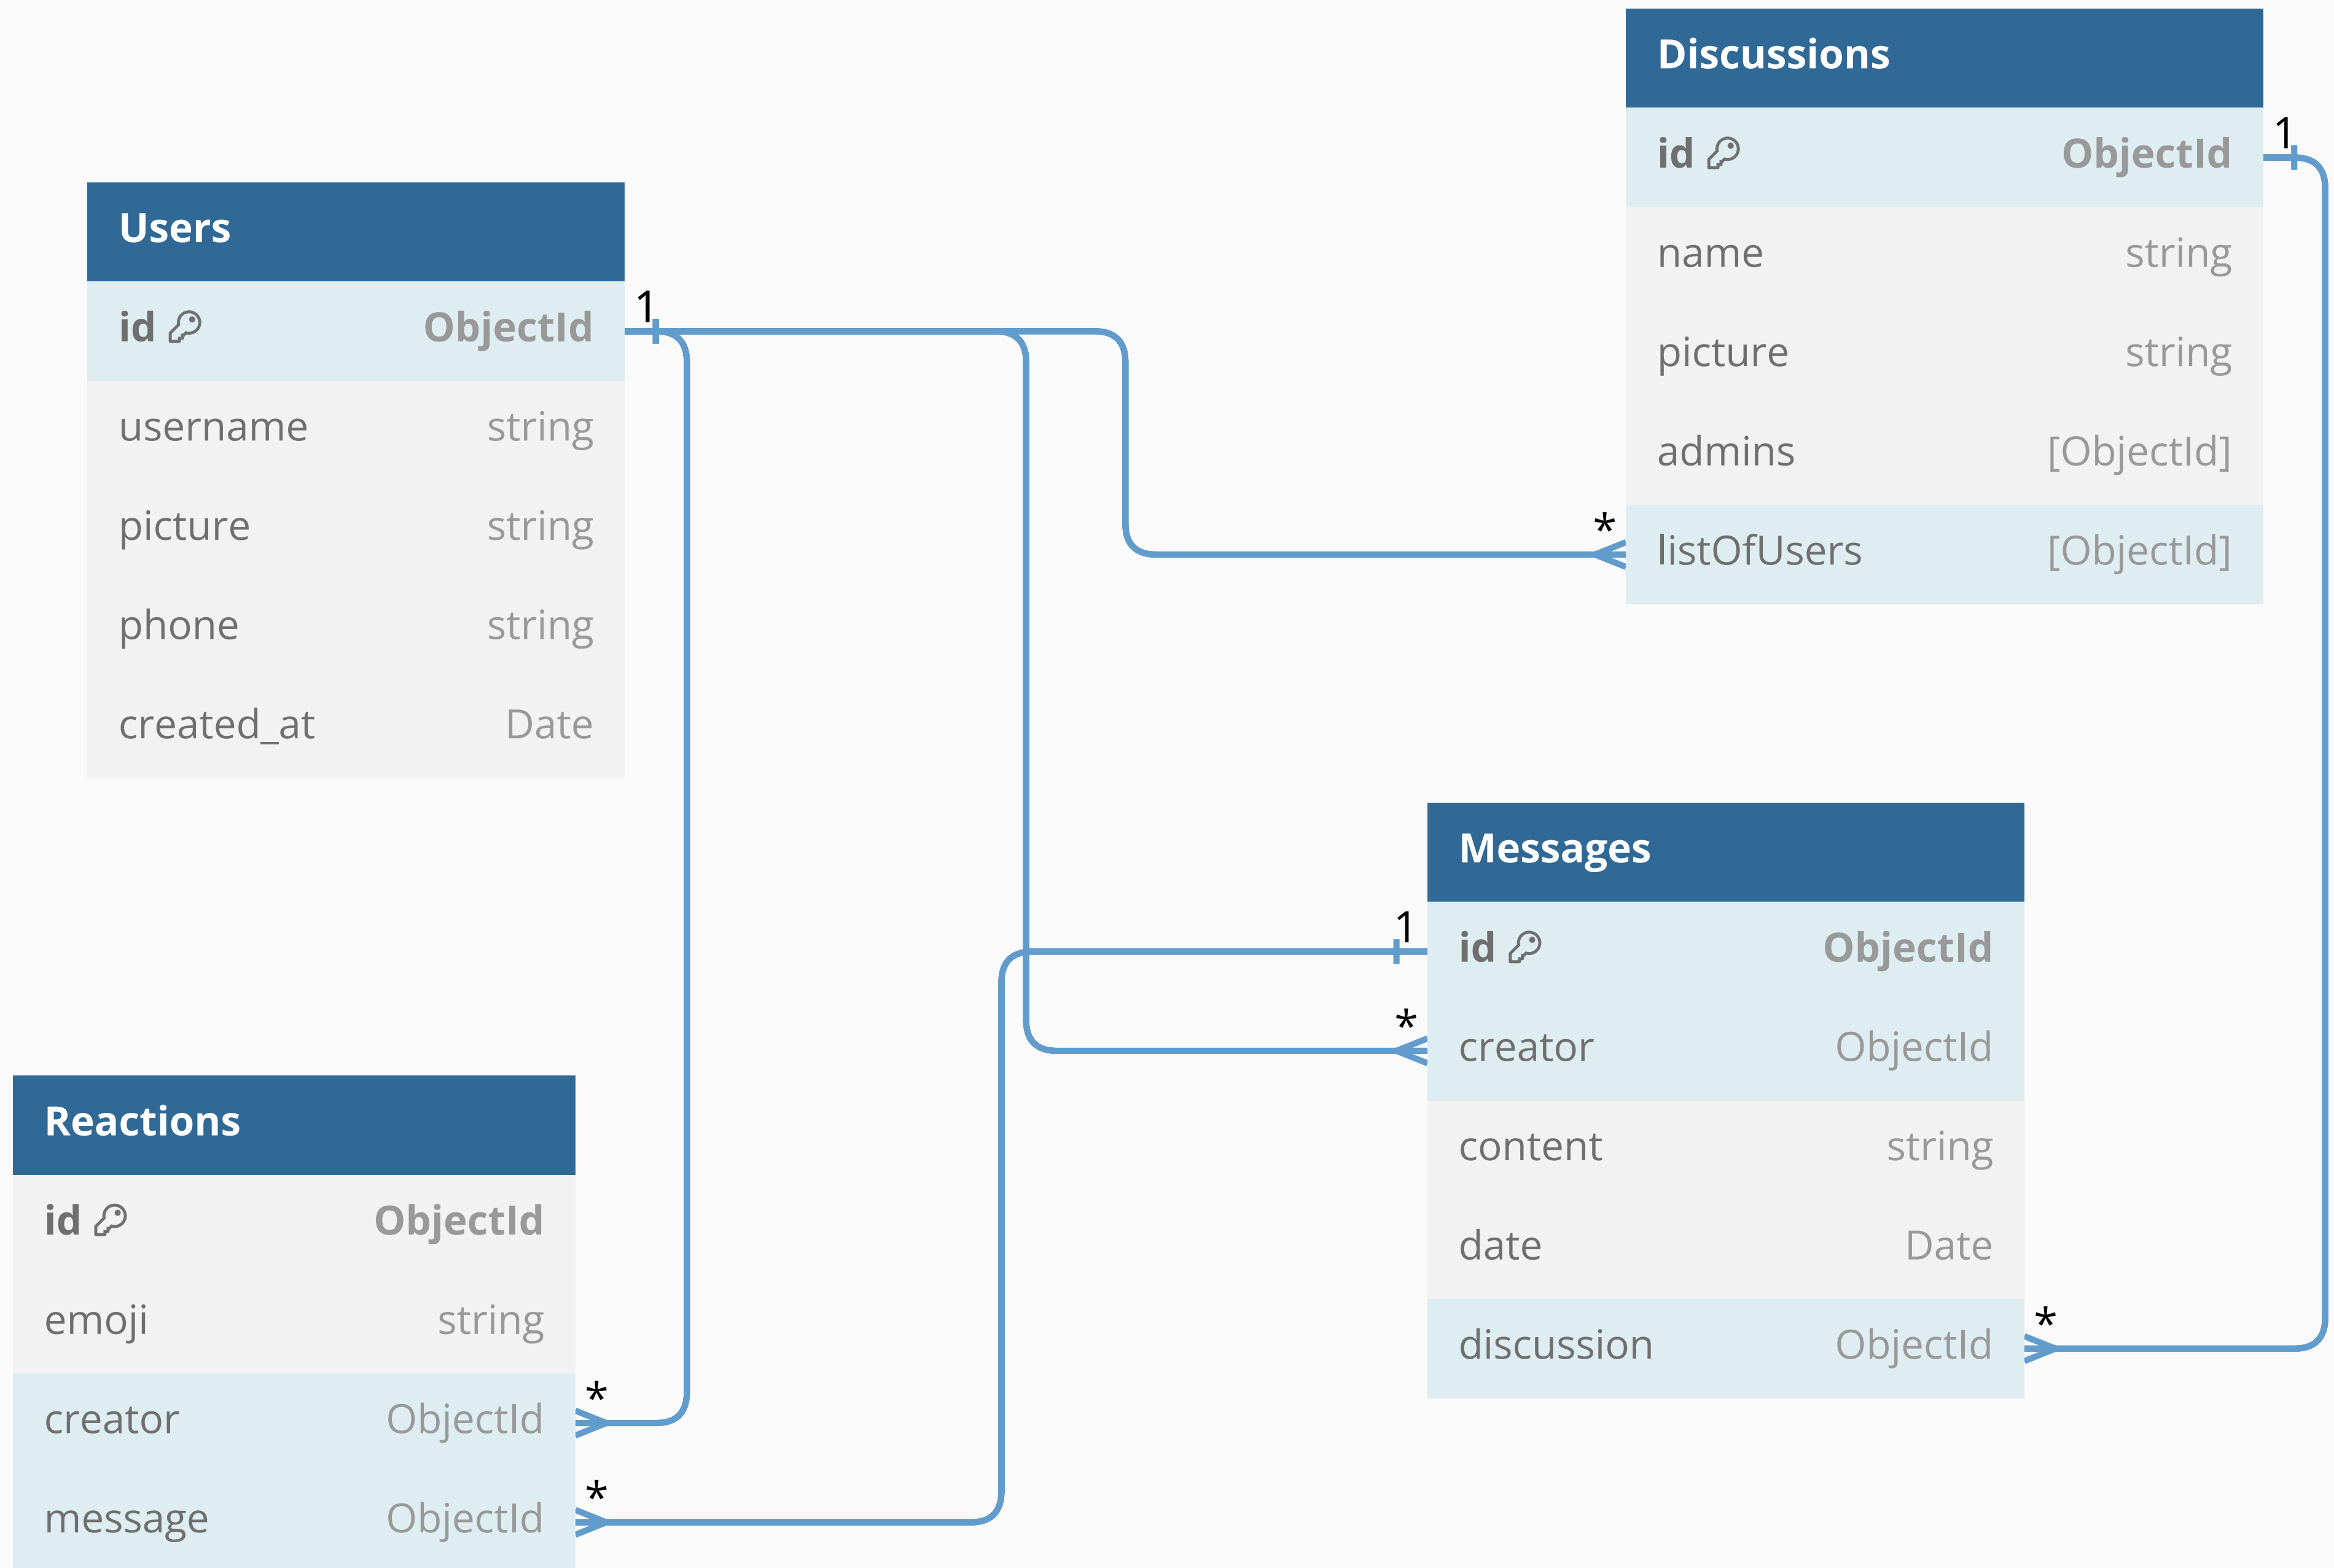 Users
id ObjectId
username string
picture string
phone string
created_at Date
1
Discussions
id ObjectId
name string
picture string
admins [ObjectId]
listOfUsers [ObjectId]
1
*
Messages
id ObjectId
creator ObjectId
content string
date Date
discussion ObjectId
1
*
*
Reactions
id ObjectId
emoji string
creator ObjectId
message ObjectId
*
*